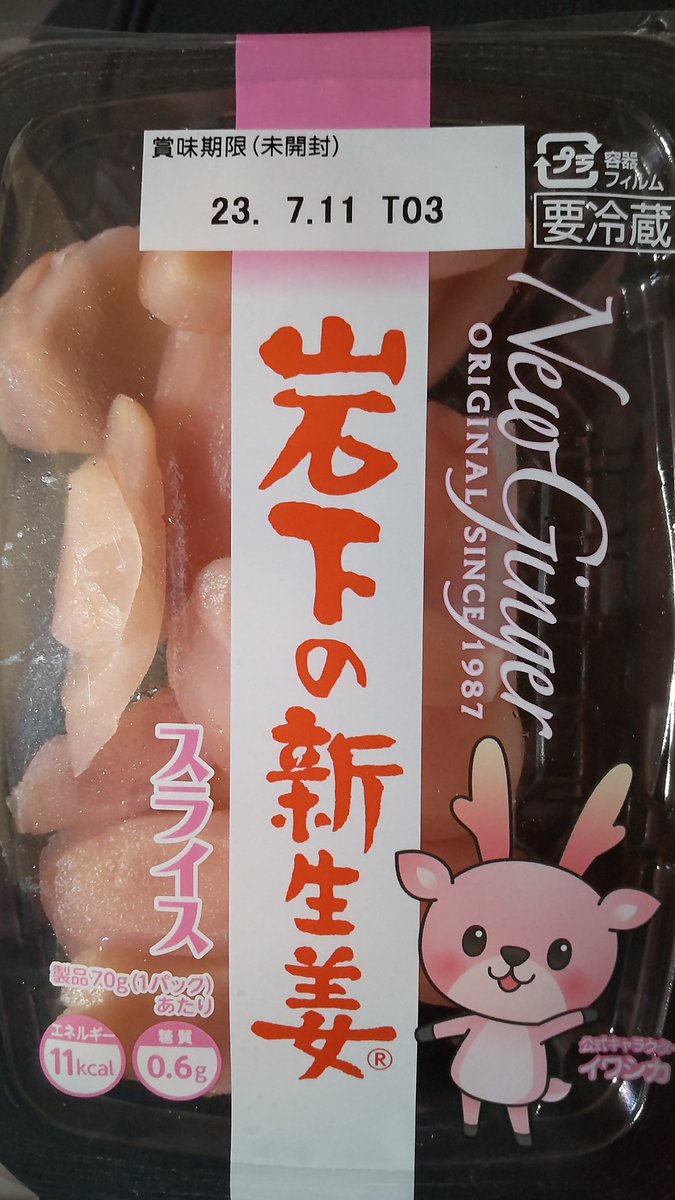 賞味期限(未開封)
23. 7.11 T03
プラ
容器
フィルム
要冷蔵
New Ginger
ORIGINAL SINCE 1987
岩下の新生姜®
スライス
製品70g(1パック)
あたり
エネルギー
11kcal
糖質
0.6g
公式キャラクター
イワシカ